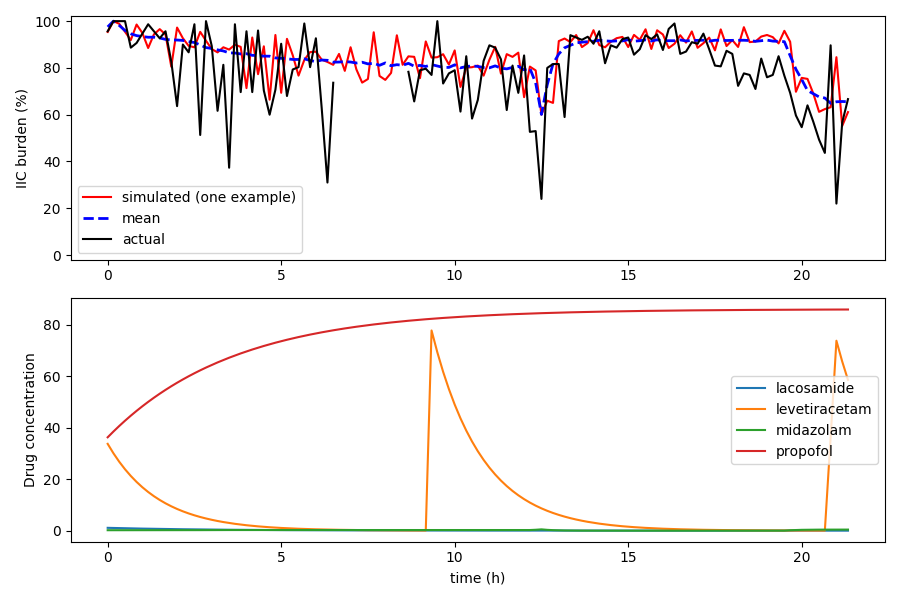 IIC burden (%)
100
80
60
40
20
0
simulated (one example)
mean
actual
0 5 10 15 20
Drug concentration
80
60
40
20
0
lacosamide
levetiracetam
midazolam
propofol
0 5 10 15 20
time (h)